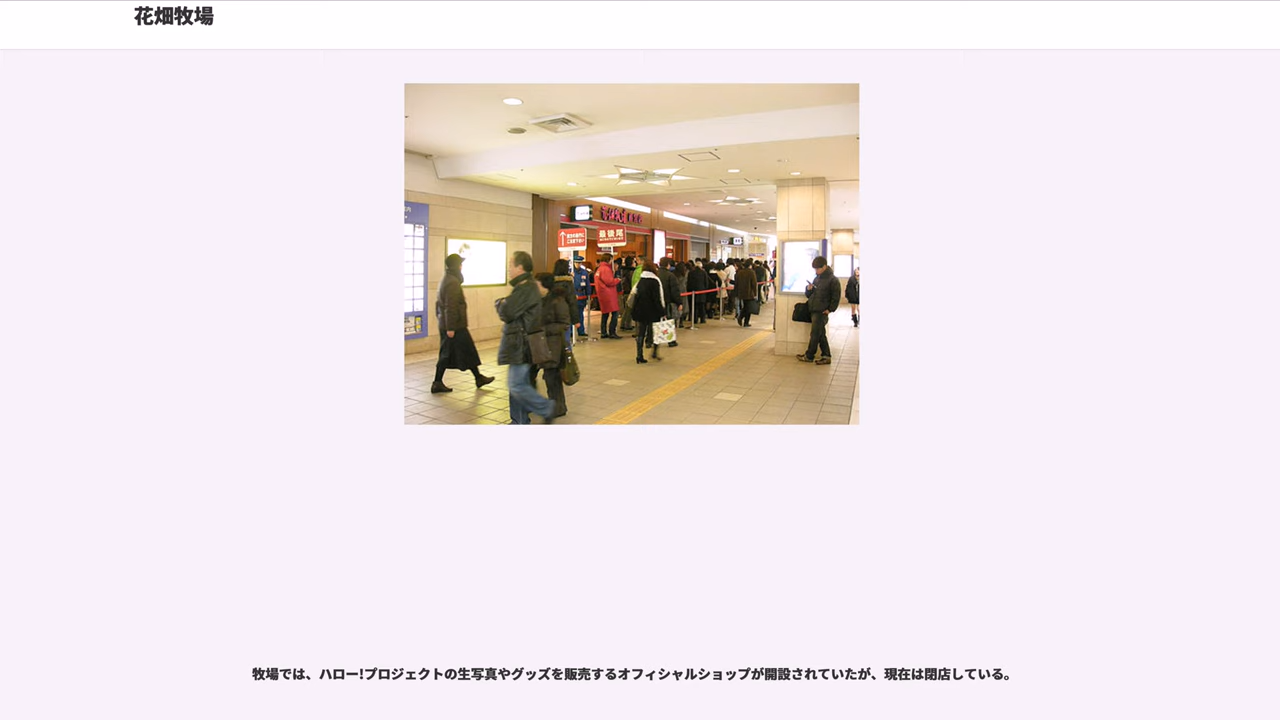 花畑牧場
最後尾
牧場では、ハロー!プロジェクトの生写真やグッズを販売するオフィシャルショップが開設されていたが、現在は閉店している。